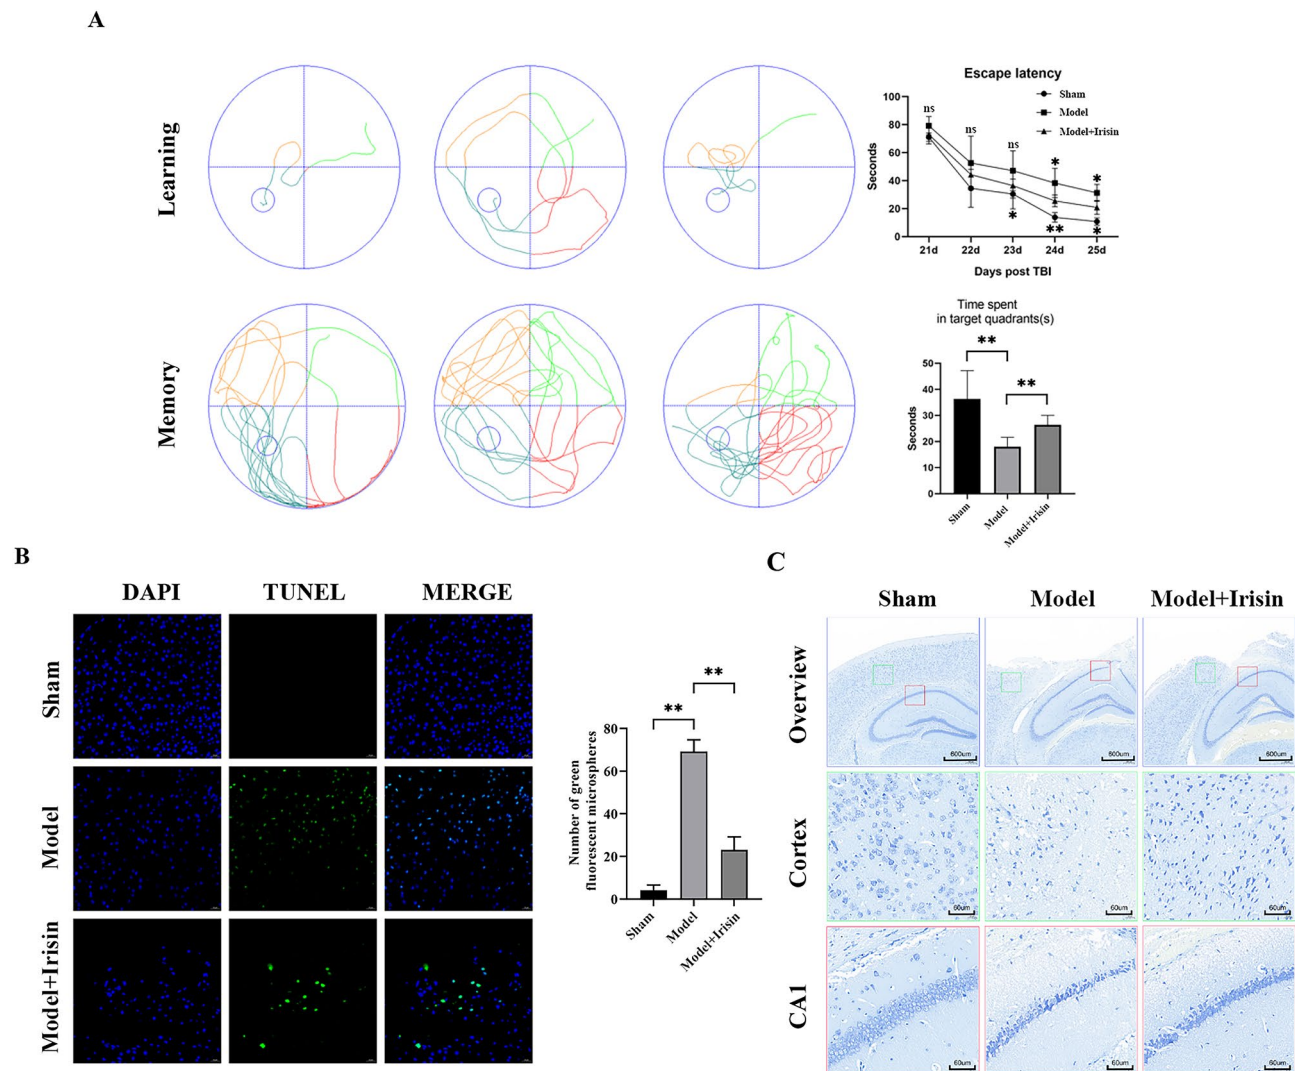 A
Learning
Escape latency
Sham
Model
Model+Irisin
Seconds
100
80
60
40
20
0
ns
ns
ns
*
*
*
**
*
21d 22d 23d 24d 25d
Days post TBI
Memory
Time spent
in target quadrants(s)
**
**
Seconds
50
40
30
20
10
0
Sham
Model
Model+Irisin
B
DAPI TUNEL MERGE
Sham
Model
Model+Irisin
**
**
Number of green
fluorescent microspheres
80
60
40
20
0
Sham
Model
Model+Irisin
C
Sham Model Model+Irisin
Overview
600um 600um 600um
Cortex
60um 60um 60um
CA1
60um 60um 60um